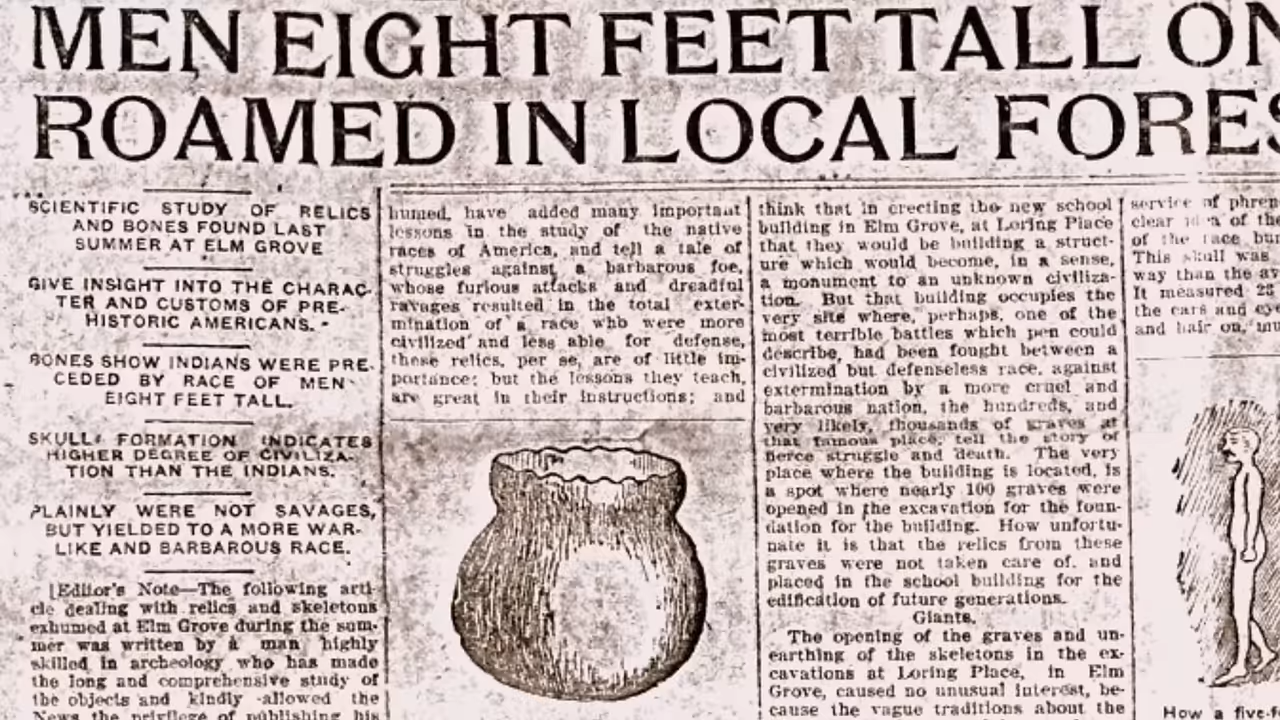 MEN EIGHT FEET TALL ON
ROAMED IN LOCAL FORES
SCIENTIFIC STUDY OF RELICS
AND BONES FOUND LAST
SUMMER AT ELM GROVE
GIVE INSIGHT INTO THE CHARAC-
TER AND CUSTOMS OF PRE-
HISTORIC AMERICANS.
BONES SHOW INDIANS WERE PRE-
CEDED BY RACE OF MEN
EIGHT FEET TALL.
SKULL FORMATION INDICATES
HIGHER DEGREE OF CIVILIZA-
TION THAN THE INDIANS.
PLAINLY WERE NOT SAVAGES,
BUT YIELDED TO A MORE WAR-
LIKE AND BARBAROUS RACE.
[Editor's Note—The following arti-
cle dealing with relics and skeletons
exhumed at Elm Grove during the sum-
mer was written by a man highly
skilled in archeology who has made
the long and comprehensive study of
the objects and kindly allowed the
News the privilege of publishing his
humed, have added many important
lessons in the study of the native
races of America, and tell a tale of
struggles against a barbarous foe,
whose furious attacks and dreadful
ravages resulted in the total exter-
mination of a race who were more
civilized and less able for defense,
these relics, per se, are of little im-
portance; but the lessons they teach,
are great in their instructions; and
think that in erecting the new school
building in Elm Grove, at Loring Place
that they would be building a struct-
ure which would become, in a sense,
a monument to an unknown civiliza-
tion. But that building occupies the
very site where, perhaps, one of the
most terrible battles which pen could
describe, had been fought between a
civilized but defenseless race, against
extermination by a more cruel and
barbarous nation, the hundreds, and
very likely, thousands of graves at
that famous place, tell the story of
fierce struggle and death. The very
place where the building is located, is
a spot where nearly 100 graves were
opened in the excavation for the foun-
dation for the building. How unfortu-
nate it is that the relics from these
graves were not taken care of, and
placed in the school building for the
edification of future generations.
Giants.
The opening of the graves and un-
earthing of the skeletons in the ex-
cavations at Loring Place, in Elm
Grove, caused no unusual interest, be-
cause the vague traditions about the
service of phren
clear of the
of the race bur
This skull was
way than the av
It measured 28
the ears and eye
and hair on, mu
How a five-f